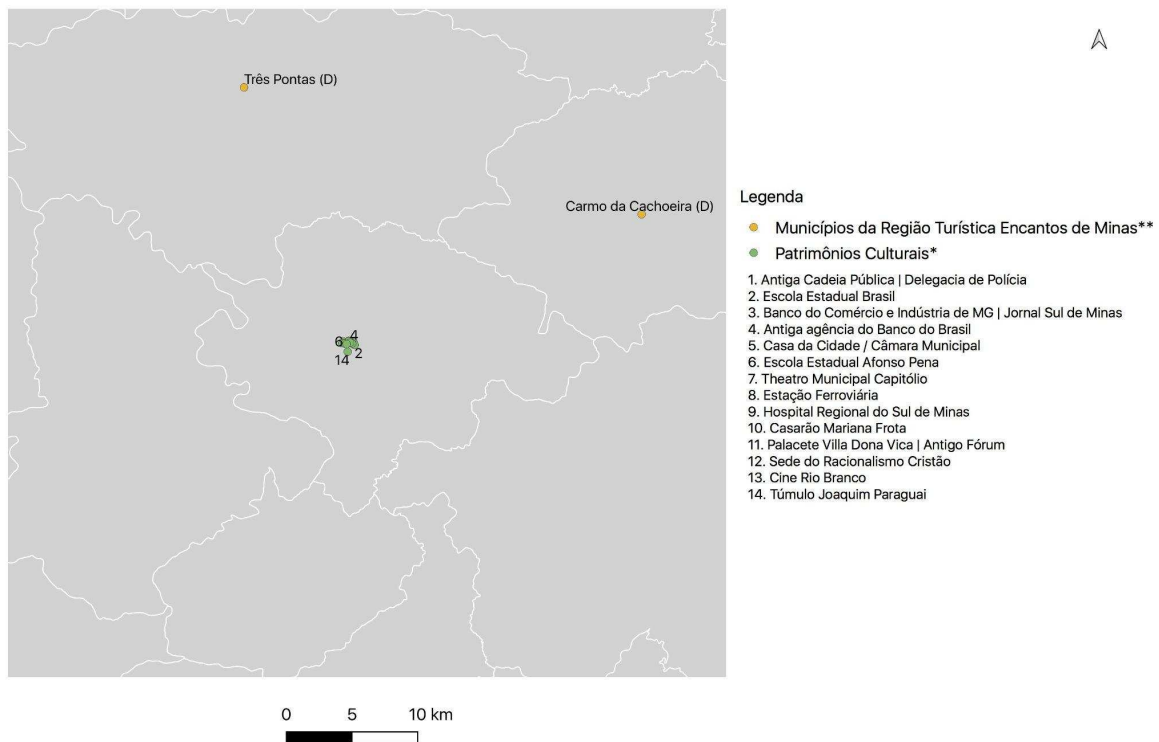 Três Pontas (D)
Carmo da Cachoeira (D)
6 4
2
14
Legenda
Municípios da Região Turística Encantos de Minas**
Patrimônios Culturais*
1. Antiga Cadeia Pública | Delegacia de Polícia
2. Escola Estadual Brasil
3. Banco do Comércio e Indústria de MG | Jornal Sul de Minas
4. Antiga agência do Banco do Brasil
5. Casa da Cidade / Câmara Municipal
6. Escola Estadual Afonso Pena
7. Theatro Municipal Capitólio
8. Estação Ferroviária
9. Hospital Regional do Sul de Minas
10. Casarão Mariana Frota
11. Palacete Villa Dona Vica | Antigo Fórum
12. Sede do Racionalismo Cristão
13. Cine Rio Branco
14. Túmulo Joaquim Paraguai
0 5 10 km